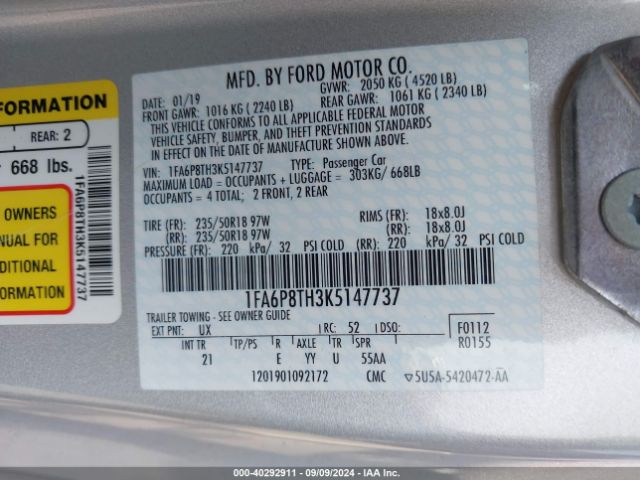 FORMATION
REAR: 2
668 lbs.
OWNERS
NUAL FOR
DITIONAL
FORMATION
1FA6P8TH3K5147737
MFD. BY FORD MOTOR CO.
DATE: 01/19 GVWR: 2050 KG ( 4520 LB)
FRONT GAWR: 1016 KG ( 2240 LB) REAR GAWR: 1061 KG ( 2340 LB)
THIS VEHICLE CONFORMS TO ALL APPLICABLE FEDERAL MOTOR
VEHICLE SAFETY, BUMPER, AND THEFT PREVENTION STANDARDS
IN EFFECT ON THE DATE OF MANUFACTURE SHOWN ABOVE.
VIN: 1FA6P8TH3K5147737 TYPE: Passenger Car
MAXIMUM LOAD = OCCUPANTS + LUGGAGE = 303KG/ 668LB
OCCUPANTS = 4 TOTAL; 2 FRONT, 2 REAR
TIRE (FR): 235/50R18 97W RIMS (FR): 18x8.0J
(RR): 235/50R18 97W (RR): 18x8.0J
PRESSURE (FR): 220 kPa/ 32 PSI COLD (RR): 220 kPa/ 32 PSI COLD
1FA6P8TH3K5147737
TRAILER TOWING - SEE OWNER GUIDE
EXT PNT: UX RC: 52 DSO: F0112
INT TR TP/PS R AXLE TR SPR R0155
21 E YY U 55AA
1201901092172 CMC 5U5A-5420472-AA
000-40292911 - 09/09/2024 - IAA Inc.